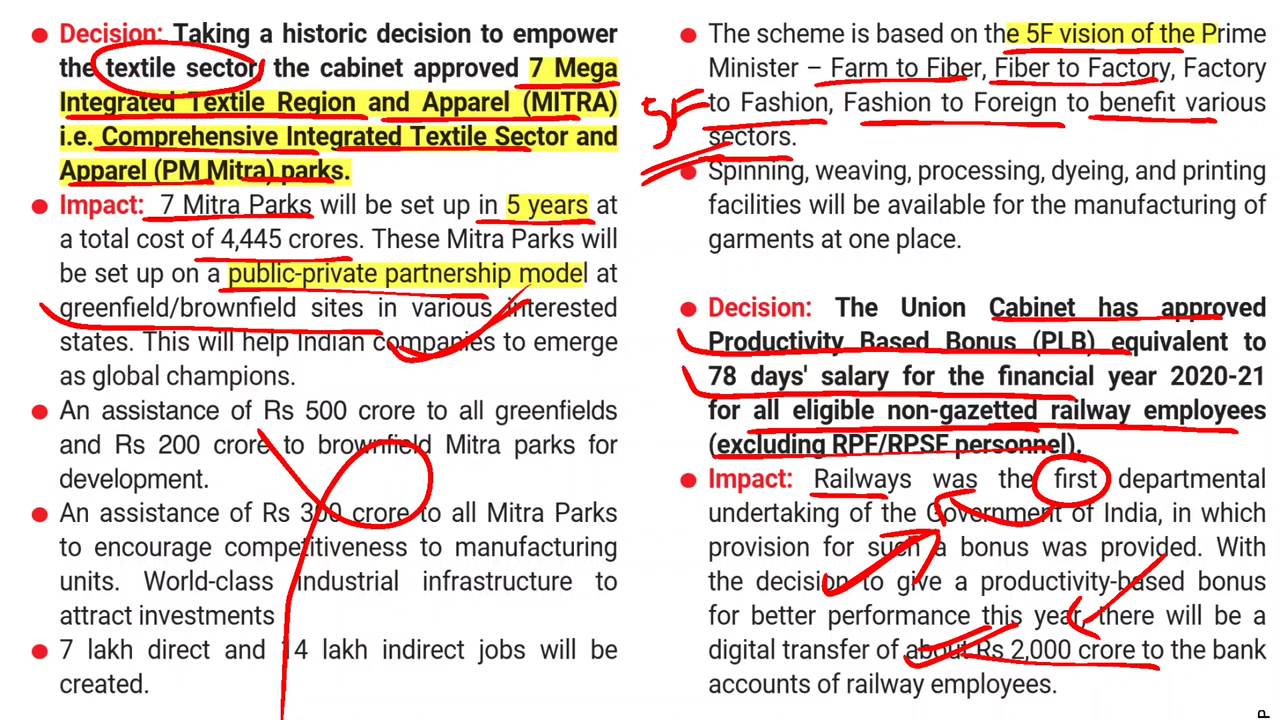 Decision: Taking a historic decision to empower
the textile sector, the cabinet approved 7 Mega
Integrated Textile Region and Apparel (MITRA)
i.e. Comprehensive Integrated Textile Sector and
Apparel (PM Mitra) parks.
Impact: 7 Mitra Parks will be set up in 5 years at
a total cost of 4,445 crores. These Mitra Parks will
be set up on a public-private partnership model at
greenfield/brownfield sites in various interested
states. This will help Indian companies to emerge
as global champions.
An assistance of Rs 500 crore to all greenfields
and Rs 200 crore to brownfield Mitra parks for
development.
An assistance of Rs 300 crore to all Mitra Parks
to encourage competitiveness to manufacturing
units. World-class industrial infrastructure to
attract investments
7 lakh direct and 14 lakh indirect jobs will be
created.
The scheme is based on the 5F vision of the Prime
Minister – Farm to Fiber, Fiber to Factory, Factory
5F
to Fashion, Fashion to Foreign to benefit various
sectors.
Spinning, weaving, processing, dyeing, and printing
facilities will be available for the manufacturing of
garments at one place.
Decision: The Union Cabinet has approved
Productivity Based Bonus (PLB) equivalent to
78 days' salary for the financial year 2020-21
for all eligible non-gazetted railway employees
(excluding RPF/RPSF personnel).
Impact: Railways was the first departmental
undertaking of the Government of India, in which
provision for such a bonus was provided. With
the decision to give a productivity-based bonus
for better performance this year, there will be a
digital transfer of about Rs 2,000 crore to the bank
accounts of railway employees.
P